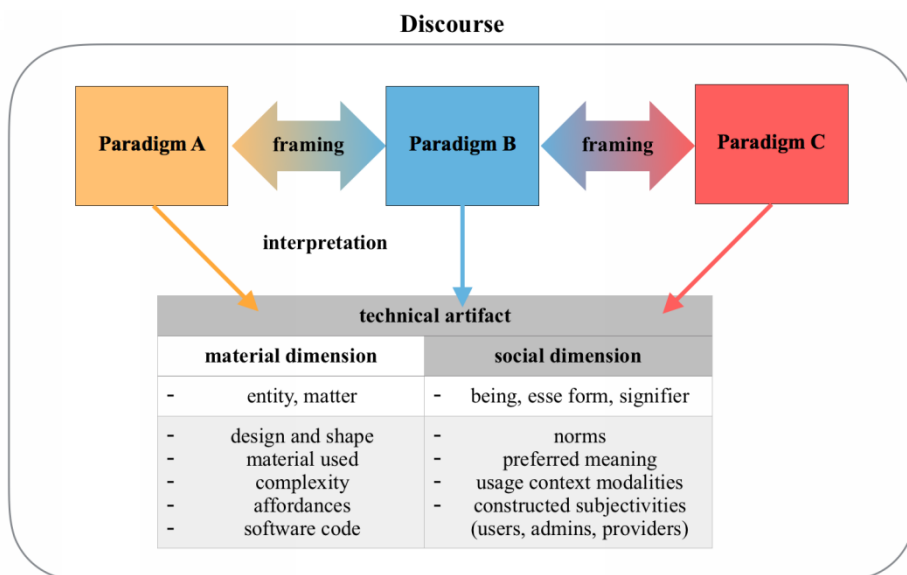 Discourse
Paradigm A
framing
Paradigm B
framing
Paradigm C
interpretation
technical artifact
material dimension
social dimension
- entity, matter
- being, esse form, signifier
- design and shape
- material used
- complexity
- affordances
- software code
- norms
- preferred meaning
- usage context modalities
- constructed subjectivities
(users, admins, providers)